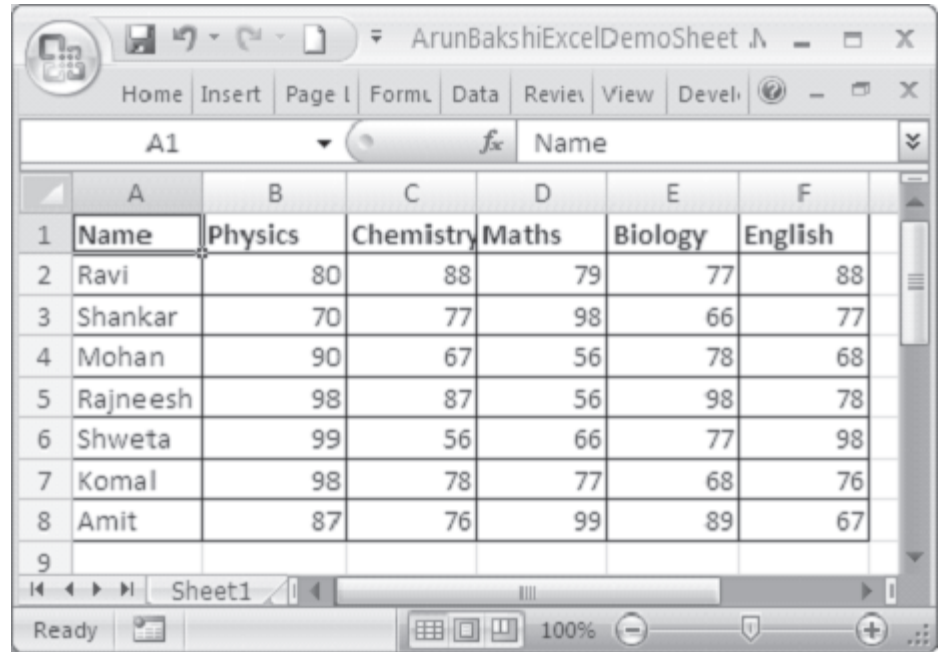 ArunBakshiExcelDemoSheet
Home Insert Page Data View
A1 fx Name
A B C D E F
1 Name Physics Chemistry Maths Biology English
2 Ravi 80 88 79 77 88
3 Shankar 70 77 98 66 77
4 Mohan 90 67 56 78 68
5 Rajneesh 98 87 56 98 78
6 Shweta 99 56 66 77 98
7 Komal 98 78 77 68 76
8 Amit 87 76 99 89 67
9
Sheet1
Ready 100%